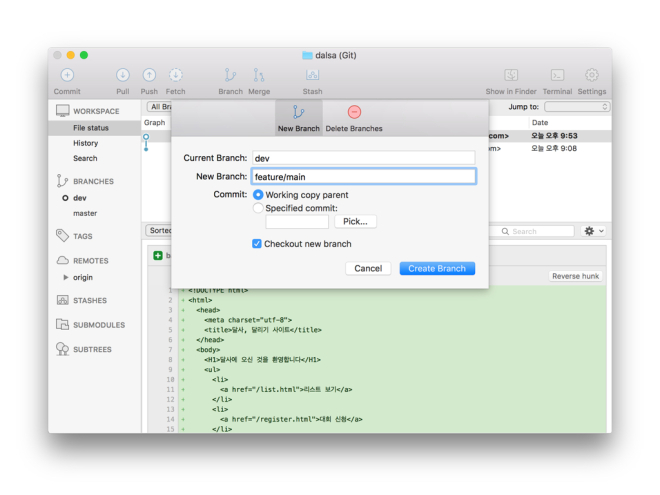 dalsa (Git)
Commit Pull Push Fetch Branch Merge Stash Show in Finder Terminal Settings
WORKSPACE
File status
History
Search
BRANCHES
dev
master
TAGS
REMOTES
origin
STASHES
SUBMODULES
SUBTREES
All Bra
Jump to:
Graph
Date
com>
오늘 오후 9:53
om>
오늘 오후 9:08
New Branch Delete Branches
Current Branch: dev
New Branch: feature/main
Commit: Working copy parent
Specified commit:
Pick...
Checkout new branch
Cancel Create Branch
Sorted
Search
b
Reverse hunk
1 + <!DOCTYPE html>
2 + <html>
3 + <head>
4 + <meta charset="utf-8">
5 + <title>달사, 달리기 사이트</title>
6 + </head>
7 + <body>
8 + <H1>달사에 오신 것을 환영합니다</H1>
9 + <ul>
10 + <li>
11 + <a href="/list.html">리스트 보기</a>
12 + </li>
13 + <li>
14 + <a href="/register.html">대회 신청</a>
15 + </li>